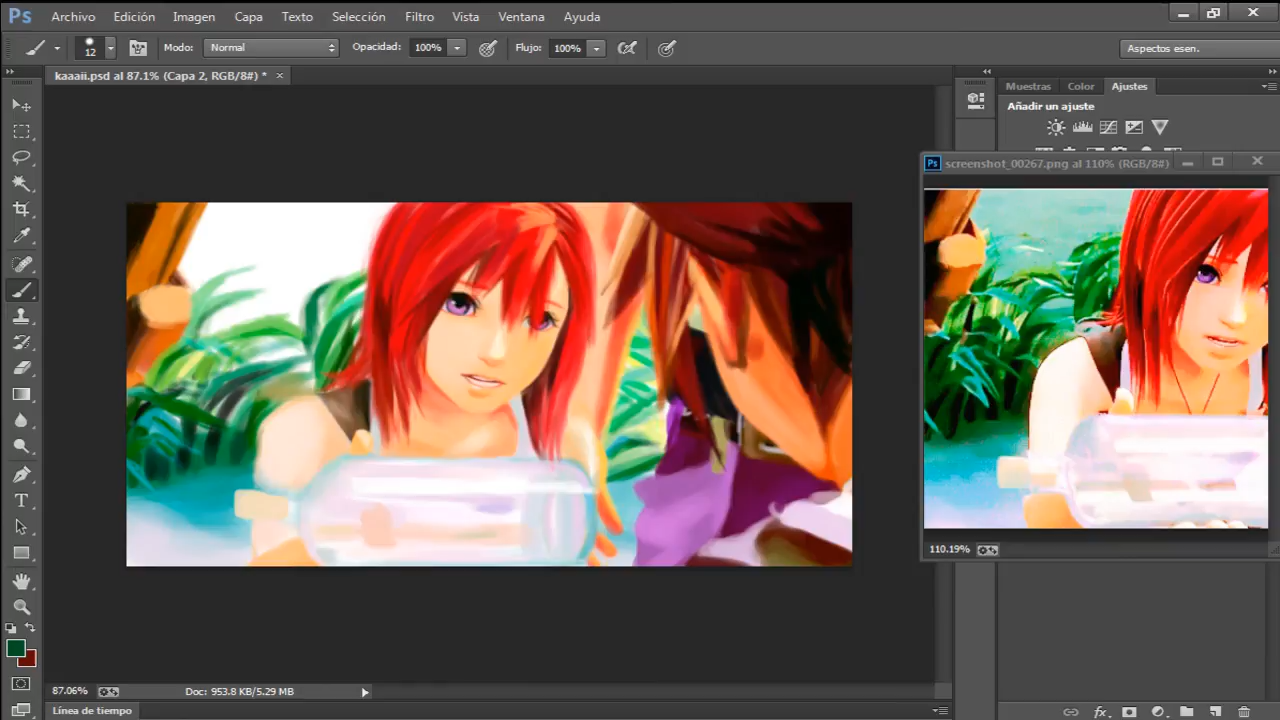 Ps Archivo Edición Imagen Capa Texto Selección Filtro Vista Ventana Ayuda
12 Modo: Normal Opacidad: 100% Flujo: 100% Aspectos esen.
kaaaii.psd al 87.1% (Capa 2, RGB/8#) * ×
Muestras Color Ajustes
Añadir un ajuste
Ps screenshot_00267.png al 110% (RGB/8#)
110.19%
87.06% Doc: 953.8 KB/5.29 MB
Línea de tiempo